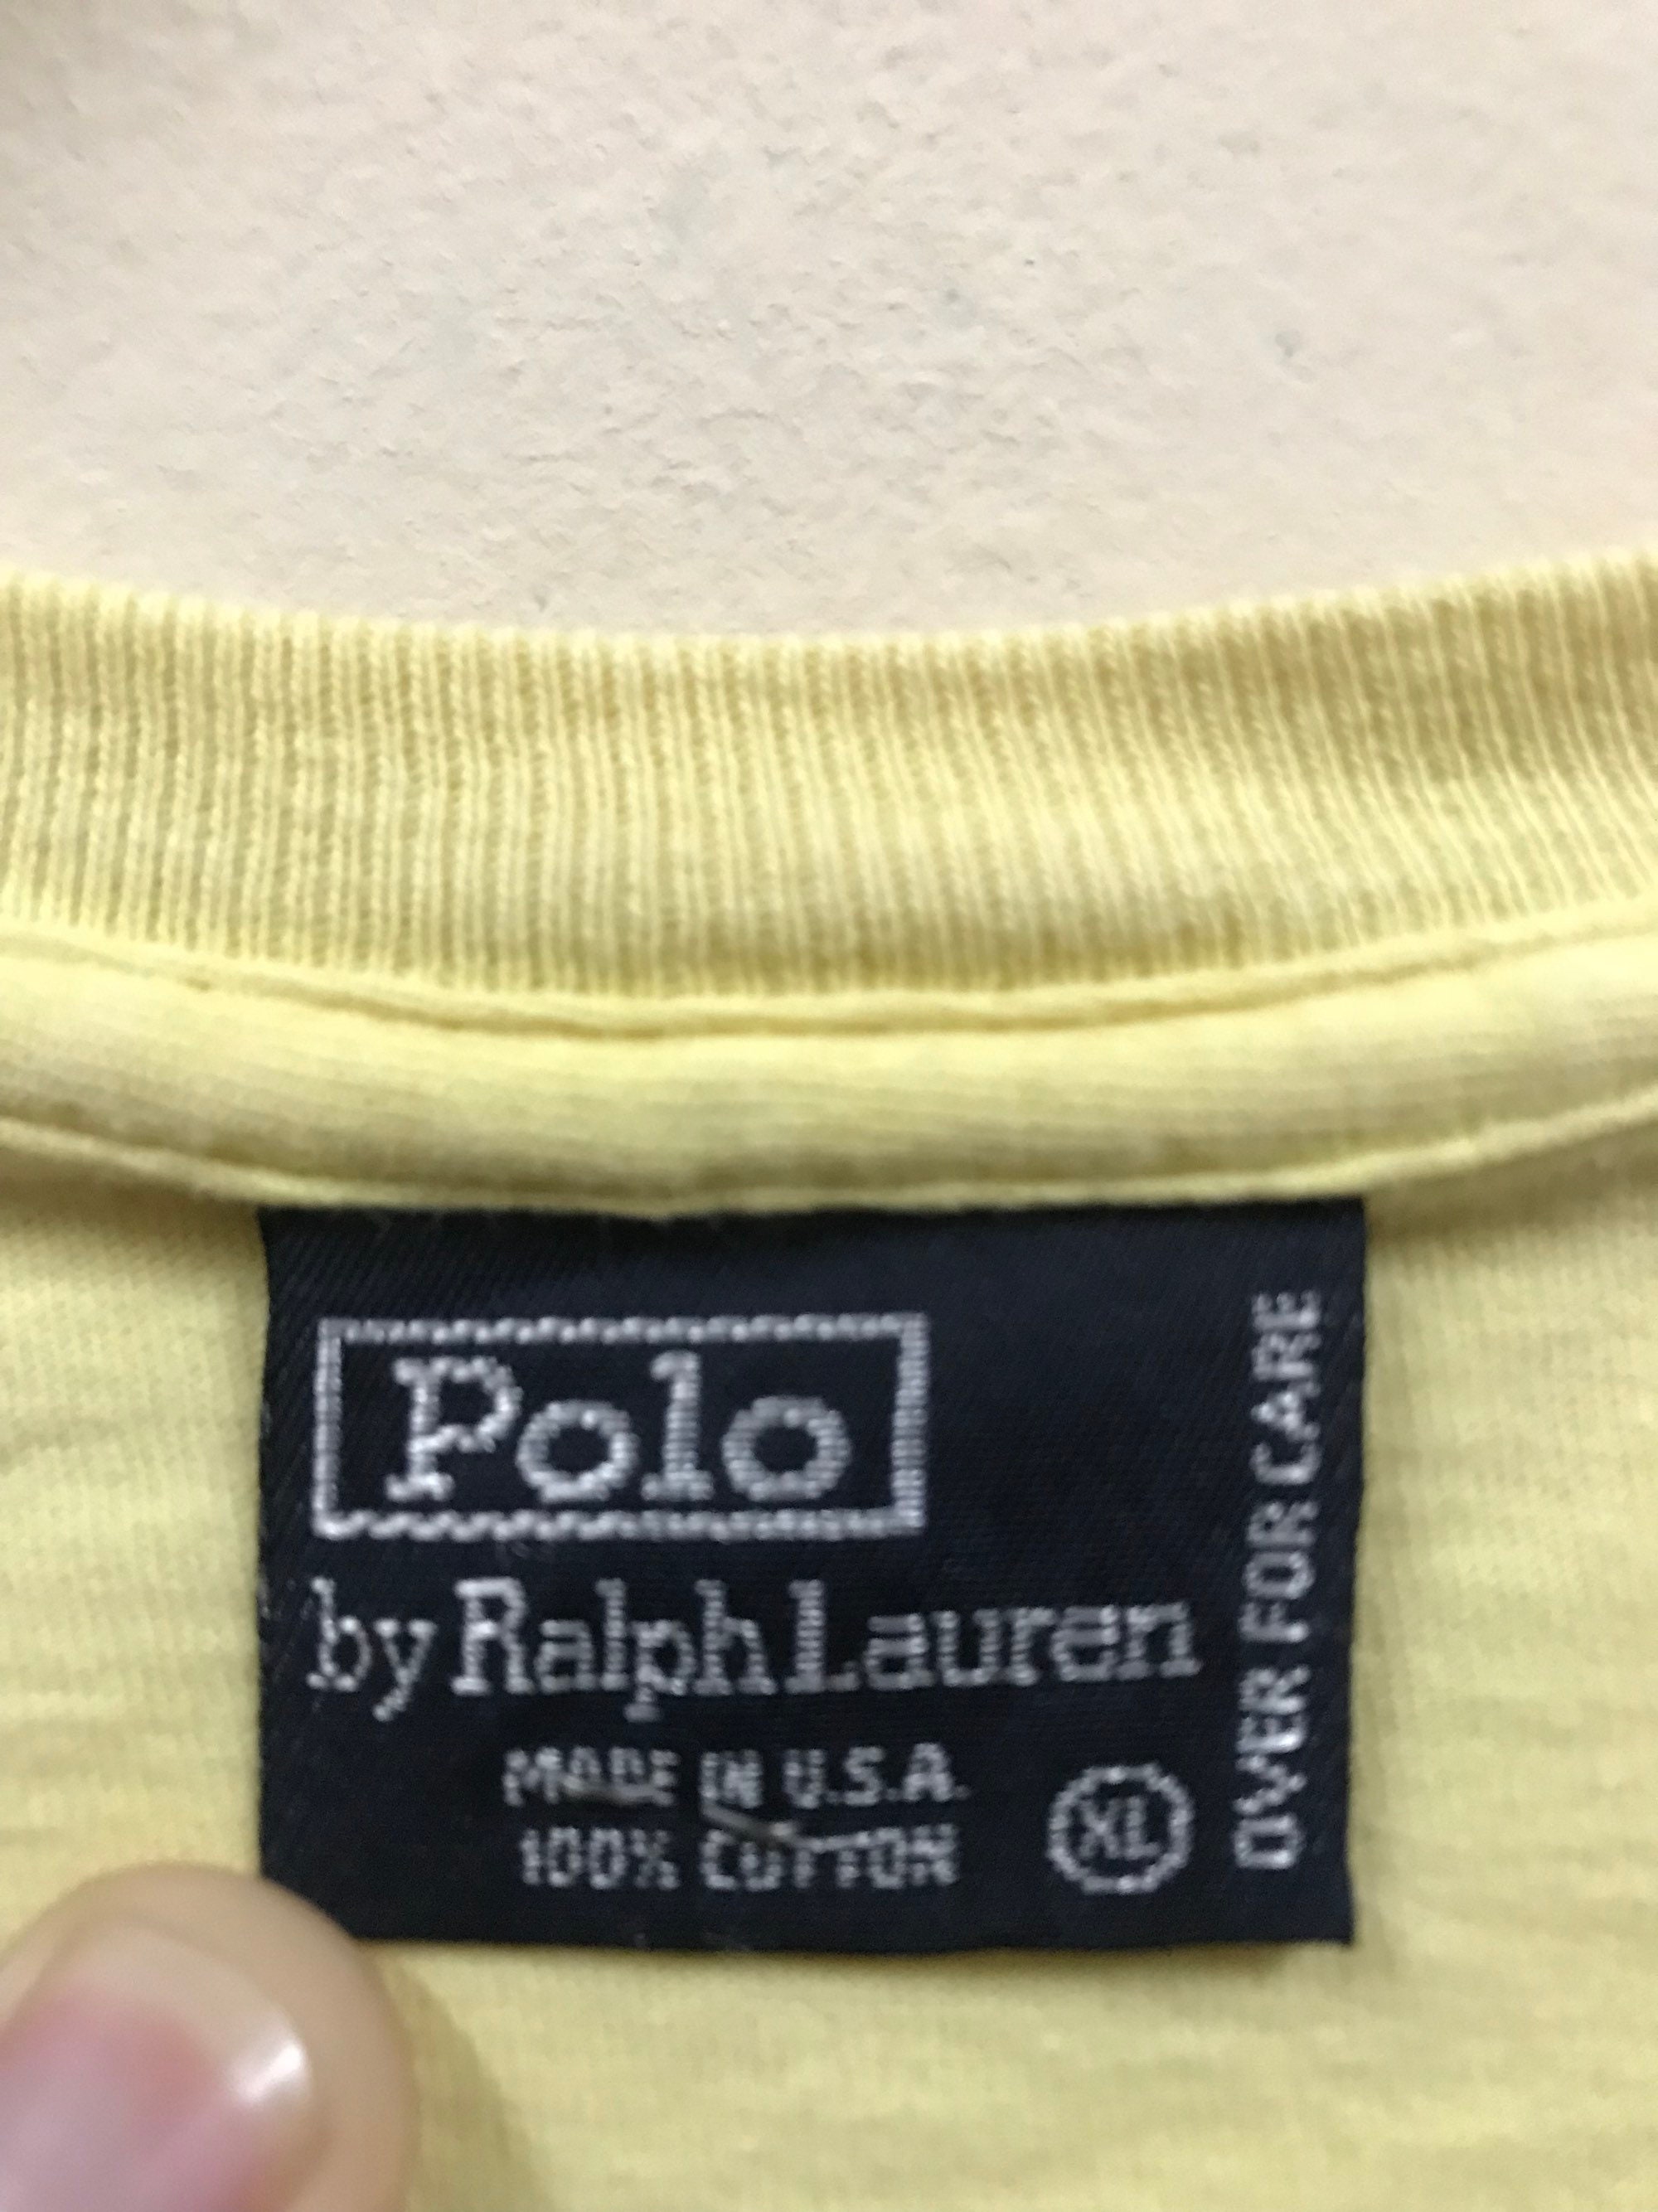 Polo
by Ralph Lauren
MADE IN U.S.A.
100% COTTON
XL
OVER FOR CARE